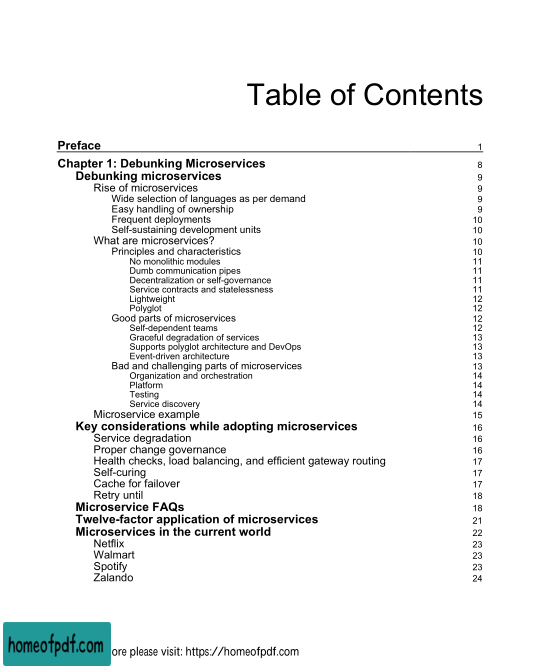 Table of Contents
Preface 1
Chapter 1: Debunking Microservices 8
Debunking microservices 9
Rise of microservices 9
Wide selection of languages as per demand 9
Easy handling of ownership 9
Frequent deployments 10
Self-sustaining development units 10
What are microservices? 10
Principles and characteristics 10
No monolithic modules 11
Dumb communication pipes 11
Decentralization or self-governance 11
Service contracts and statelessness 11
Lightweight 12
Polyglot 12
Good parts of microservices 12
Self-dependent teams 12
Graceful degradation of services 13
Supports polyglot architecture and DevOps 13
Event-driven architecture 13
Bad and challenging parts of microservices 13
Organization and orchestration 14
Platform 14
Testing 14
Service discovery 14
Microservice example 15
Key considerations while adopting microservices 16
Service degradation 16
Proper change governance 16
Health checks, load balancing, and efficient gateway routing 17
Self-curing 17
Cache for failover 17
Retry until 18
Microservice FAQs 18
Twelve-factor application of microservices 21
Microservices in the current world 22
Netflix 23
Walmart 23
Spotify 23
Zalando 24
homeofpdf.com ore please visit: https://homeofpdf.com